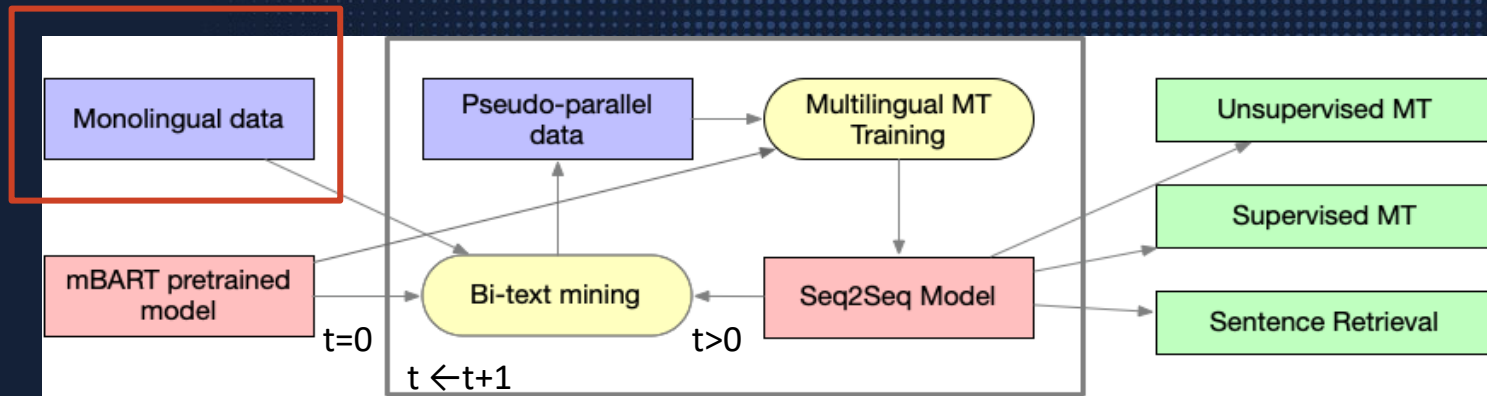 Monolingual data
Pseudo-parallel
data
Multilingual MT
Training
Unsupervised MT
Supervised MT
mBART pretrained
model
Bi-text mining
Seq2Seq Model
Sentence Retrieval
t=0
t>0
t ←t+1